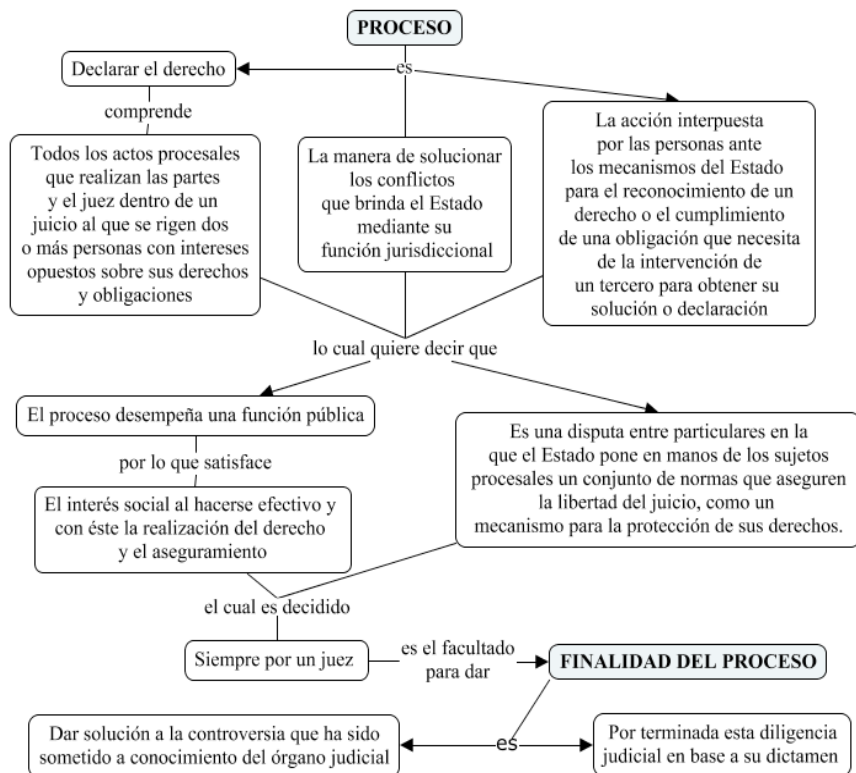 PROCESO
es
Declarar el derecho
comprende
Todos los actos procesales
que realizan las partes
y el juez dentro de un
juicio al que se rigen dos
o más personas con intereses
opuestos sobre sus derechos
y obligaciones
La manera de solucionar
los conflictos
que brinda el Estado
mediante su
función jurisdiccional
La acción interpuesta
por las personas ante
los mecanismos del Estado
para el reconocimiento de un
derecho o el cumplimiento
de una obligación que necesita
de la intervención de
un tercero para obtener su
solución o declaración
lo cual quiere decir que
El proceso desempeña una función pública
por lo que satisface
El interés social al hacerse efectivo y
con éste la realización del derecho
y el aseguramiento
Es una disputa entre particulares en la
que el Estado pone en manos de los sujetos
procesales un conjunto de normas que aseguren
la libertad del juicio, como un
mecanismo para la protección de sus derechos.
el cual es decidido
Siempre por un juez
es el facultado
para dar
FINALIDAD DEL PROCESO
es
Dar solución a la controversia que ha sido
sometido a conocimiento del órgano judicial
Por terminada esta diligencia
judicial en base a su dictamen